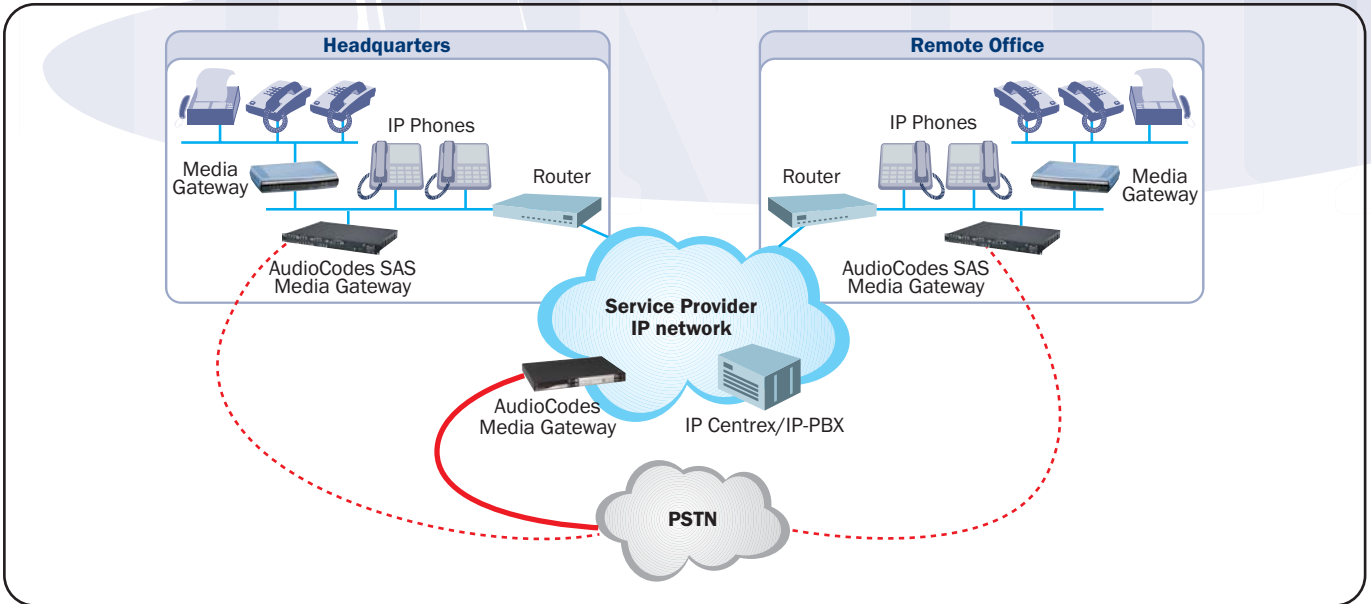 Headquarters
Remote Office
IP Phones
Media
Gateway
Router
AudioCodes SAS
Media Gateway
IP Phones
Router
Media
Gateway
AudioCodes SAS
Media Gateway
Service Provider
IP network
AudioCodes
Media Gateway
IP Centrex/IP-PBX
PSTN